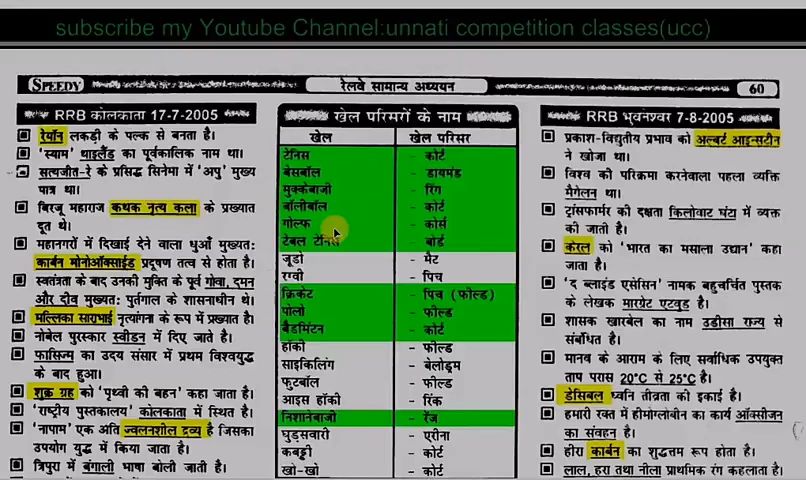 subscribe my Youtube Channel:unnati competition classes(ucc)
SPEEDY
रेलवे सामान्य अध्ययन
60
RRB कोलकाता 17-7-2005
रेयॉन लकड़ी के पल्क से बनता है।
'स्याम' थाइलैंड का पूर्वकालिक नाम था।
सत्यजीत-रे के प्रसिद्ध सिनेमा में 'अपु' मुख्य
पात्र था।
बिरजू महाराज कथक नृत्य कला के प्रख्यात
दूत थे।
महानगरों में दिखाई देने वाला धुआँ मुख्यत:
कार्बन मोनोऑक्साईड प्रदूषण तत्व से होता है।
स्वतंत्रता के बाद उनकी मुक्ति के पूर्व गोवा, दमन
और दीव मुख्यत: पुर्तगाल के शासनाधीन थे।
मल्लिका साराभाई नृत्यांगना के रूप में प्रख्यात है।
नोबेल पुरस्कार स्वीडन में दिए जाते है।
फासिज्म का उदय संसार में प्रथम विश्वयुद्ध
के बाद हुआ।
शुक्र ग्रह को 'पृथ्वी की बहन' कहा जाता है।
'राष्ट्रीय पुस्तकालय' कोलकाता में स्थित है।
'नापाम' एक अति ज्वलनशील द्रव्य है जिसका
उपयोग युद्ध में किया जाता है।
त्रिपुरा में बंगाली भाषा बोली जाती है।
खेल परिसरों के नाम
खेल खेल परिसर
टेनिस - कोर्ट
बेसबॉल - डायमंड
मुक्केबाजी - रिंग
बॉलीबॉल - कोर्ट
गोल्फ - कोर्स
टेबल टेनिस - बोर्ड
जूडो - मैट
रग्वी - पिच
क्रिकेट - पिच (फील्ड)
पोलो - फील्ड
बैडमिंटन - कोर्ट
हॉकी - फील्ड
साइकिलिंग - बेलोड्रम
फुटबॉल - फील्ड
आइस हॉकी - रिंक
निशानेबाजी - रेंज
घुड़सवारी - एरीना
कबड्डी - कोर्ट
खो-खो - कोर्ट
RRB भुवनेश्वर 7-8-2005
प्रकाश-विद्युतीय प्रभाव को अल्बर्ट आइन्सटीन
ने खोजा था।
विश्व की परिक्रमा करनेवाला पहला व्यक्ति
मैगेलन था।
ट्रांसफार्मर की दक्षता किलोवाट घंटा में व्यक्त
की जाती है।
केरल को 'भारत का मसाला उद्यान' कहा
जाता है।
'द ब्लाइंड एसेसिन' नामक बहुचर्चित पुस्तक
के लेखक मारग्रेट एटवुड है।
शासक खारबेल का नाम उड़ीसा राज्य से
संबंधित है।
मानव के आराम के लिए सर्वाधिक उपयुक्त
ताप परास 20°C से 25°C है।
डेसिबल ध्वनि तीव्रता की इकाई है।
हमारी रक्त में हीमोग्लोबीन का कार्य ऑक्सीजन
का संवहन है।
हीरा कार्बन का शुद्धतम रूप होता है।
लाल, हरा तथा नीला प्राथमिक रंग कहलाता है।